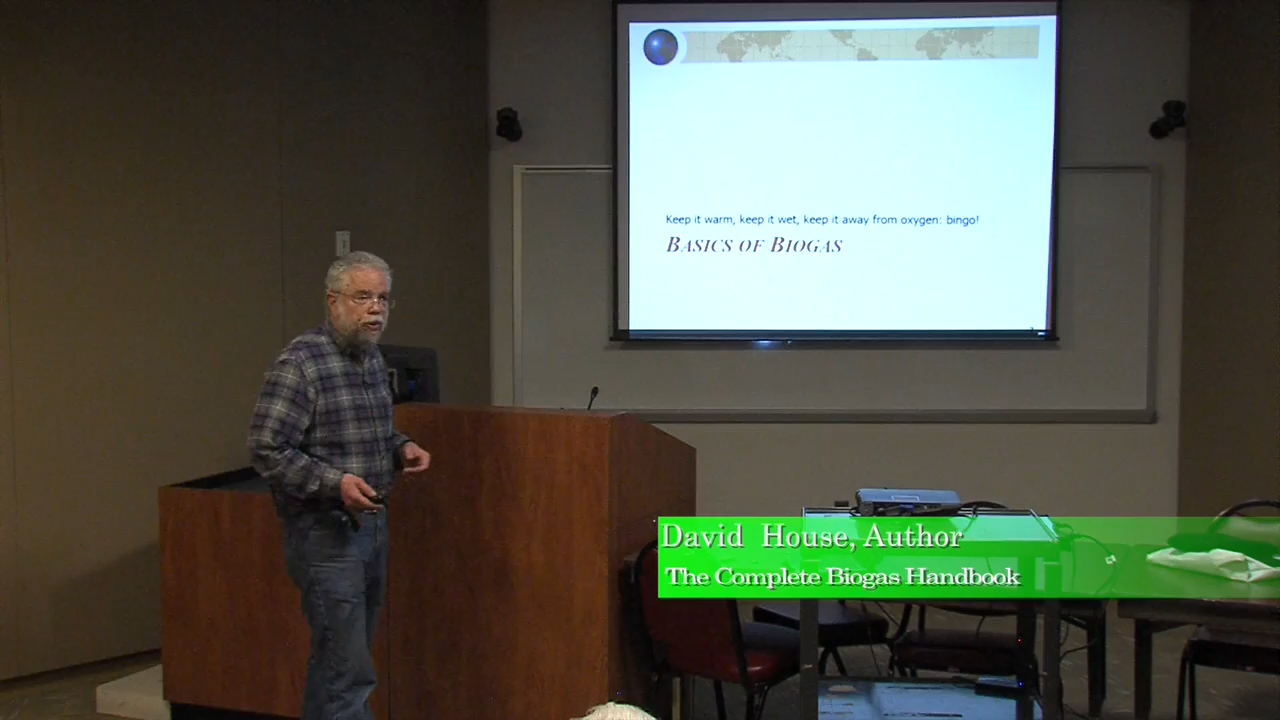 Keep it warm, keep it wet, keep it away from oxygen: bingo!
BASICS OF BIOGAS
David House, Author
The Complete Biogas Handbook